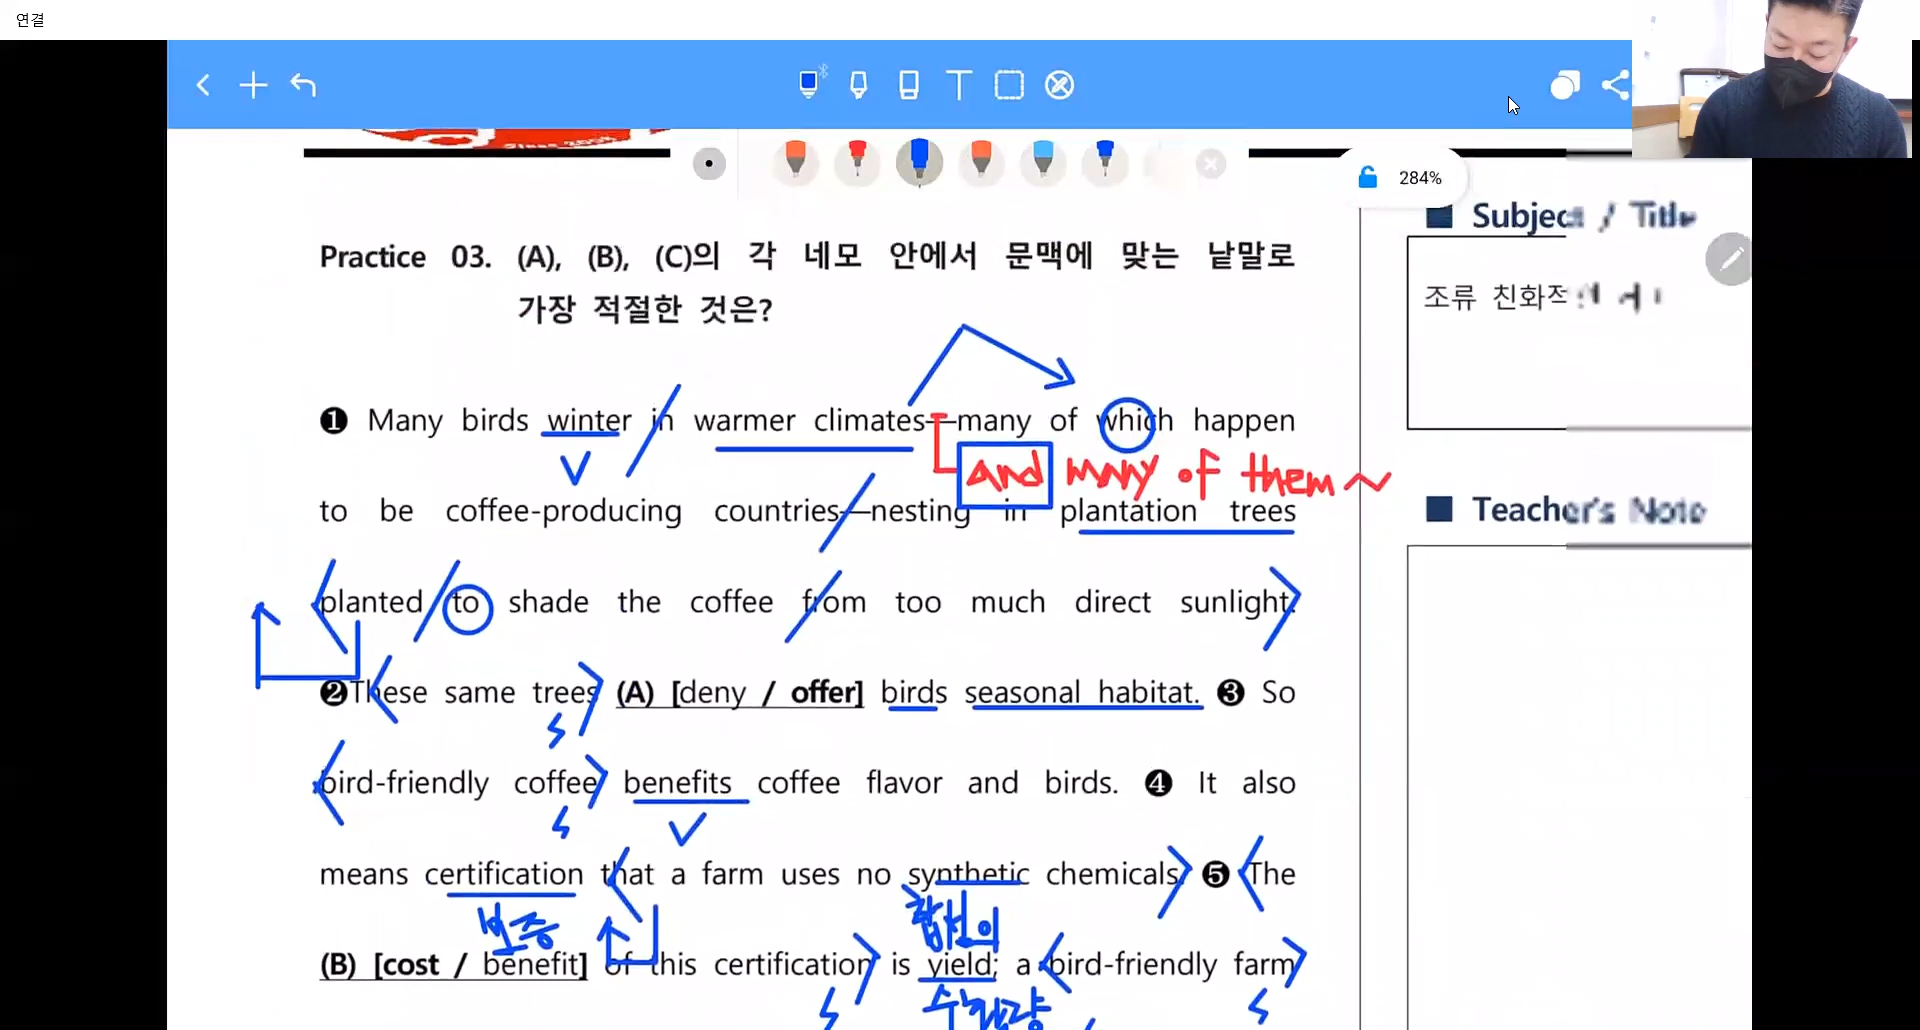 연결
Since
284%
Subject / Title
Practice 03. (A), (B), (C)의 각 네모 안에서 문맥에 맞는 낱말로
가장 적절한 것은?
조류 친화적인
❶ Many birds winter in warmer climates—many of which happen
And many of them ~
to be coffee-producing countries—nesting in plantation trees
Teacher's Note
planted to shade the coffee from too much direct sunlight.
❷These same trees (A) [deny / offer] birds seasonal habitat. ❸ So
S
bird-friendly coffee benefits coffee flavor and birds. ❹ It also
S V
means certification that a farm uses no synthetic chemicals. ❺ The
보증 합성의
(B) [cost / benefit] of this certification is yield; a bird-friendly farm
S 수확량 S